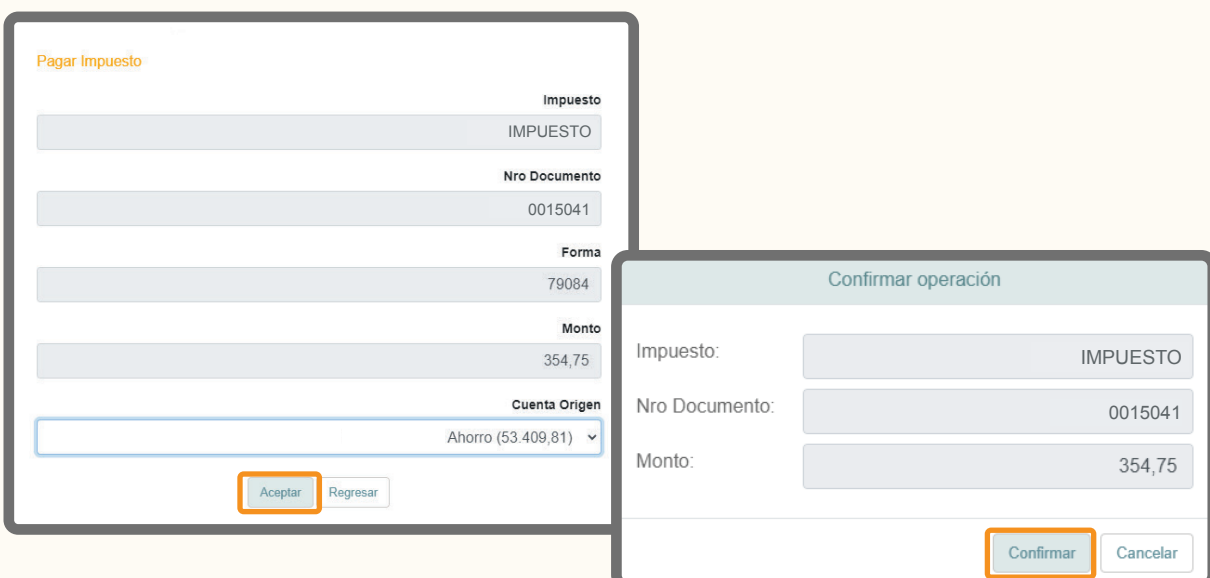 Pagar Impuesto
Impuesto
IMPUESTO
Nro Documento
0015041
Forma
79084
Monto
354,75
Cuenta Origen
Ahorro (53.409,81)
Aceptar Regresar
Confirmar operación
Impuesto: IMPUESTO
Nro Documento: 0015041
Monto: 354,75
Confirmar Cancelar